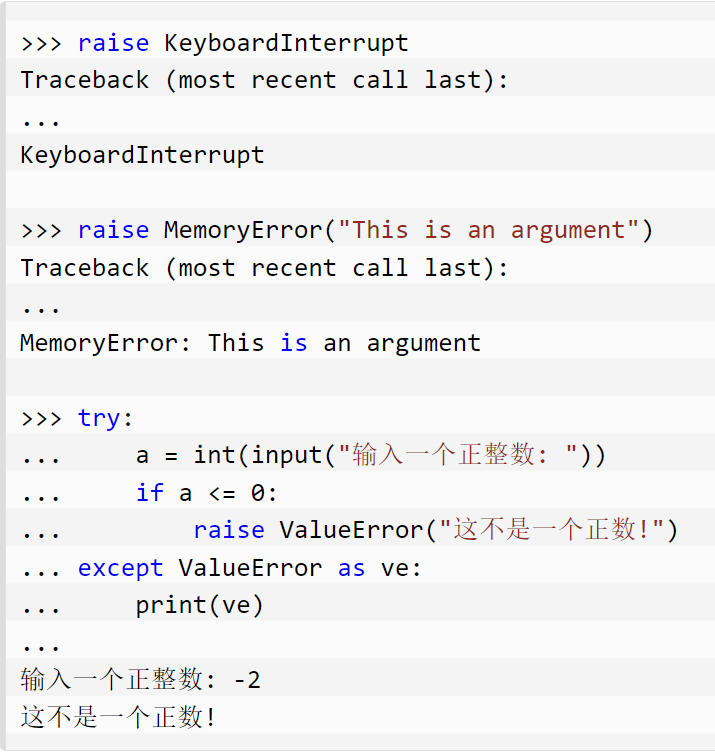 >>> raise KeyboardInterrupt
Traceback (most recent call last):
...
KeyboardInterrupt
>>> raise MemoryError("This is an argument")
Traceback (most recent call last):
...
MemoryError: This is an argument
>>> try:
...     a = int(input("输入一个正整数: "))
...     if a <= 0:
...         raise ValueError("这不是一个正数!")
... except ValueError as ve:
...     print(ve)
...
输入一个正整数: -2
这不是一个正数!